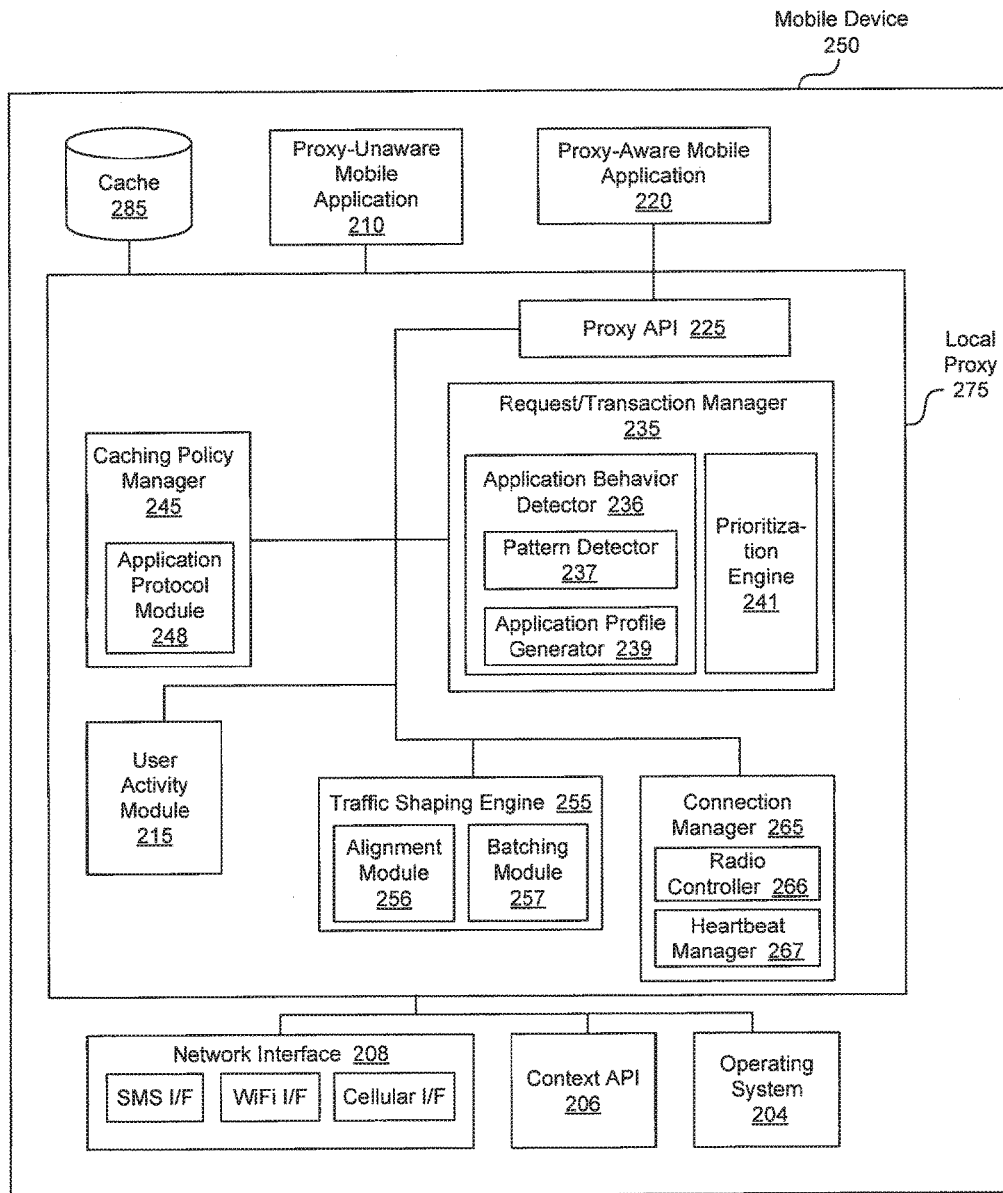 Mobile Device
250
Cache
285
Proxy-Unaware
Mobile
Application
210
Proxy-Aware Mobile
Application
220
Proxy API 225
Local
Proxy
275
Request/Transaction Manager
235
Caching Policy
Manager
245
Application
Protocol
Module
248
Application Behavior
Detector 236
Pattern Detector
237
Application Profile
Generator 239
Prioritiza-
tion
Engine
241
User
Activity
Module
215
Traffic Shaping Engine 255
Alignment
Module
256
Batching
Module
257
Connection
Manager 265
Radio
Controller 266
Heartbeat
Manager 267
Network Interface 208
SMS I/F
WiFi I/F
Cellular I/F
Context API
206
Operating
System
204